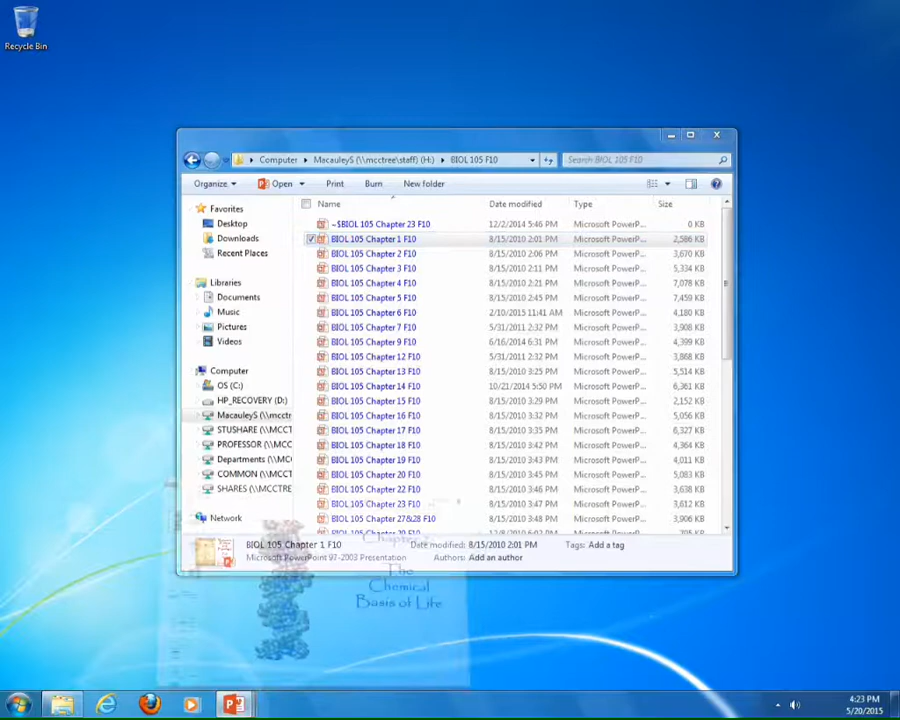 Recycle Bin
Computer ▸ MacauleyS (\\mcctree\staff) (H:) ▸ BIOL 105 F10
Search BIOL 105 F10
Organize Open Print Burn New folder
Name Date modified Type Size
Favorites
Desktop
Downloads
Recent Places
Libraries
Documents
Music
Pictures
Videos
Computer
OS (C:)
HP_RECOVERY (D:)
MacauleyS (\\mcctr
STUSHARE (\\MCCT
PROFESSOR (\\MCC
Departments (\\MC
COMMON (\\MCCT
SHARES (\\MCCTRE
Network
~$BIOL 105 Chapter 23 F10 12/2/2014 5:46 PM Microsoft PowerP... 0 KB
BIOL 105 Chapter 1 F10 8/15/2010 2:01 PM Microsoft PowerP... 2,586 KB
BIOL 105 Chapter 2 F10 8/15/2010 2:06 PM Microsoft PowerP... 3,670 KB
BIOL 105 Chapter 3 F10 8/15/2010 2:11 PM Microsoft PowerP... 5,334 KB
BIOL 105 Chapter 4 F10 8/15/2010 2:21 PM Microsoft PowerP... 7,078 KB
BIOL 105 Chapter 5 F10 8/15/2010 2:45 PM Microsoft PowerP... 7,459 KB
BIOL 105 Chapter 6 F10 2/10/2015 11:41 AM Microsoft PowerP... 4,180 KB
BIOL 105 Chapter 7 F10 5/31/2011 2:32 PM Microsoft PowerP... 3,908 KB
BIOL 105 Chapter 9 F10 6/16/2014 6:31 PM Microsoft PowerP... 4,399 KB
BIOL 105 Chapter 12 F10 5/31/2011 2:32 PM Microsoft PowerP... 3,868 KB
BIOL 105 Chapter 13 F10 8/15/2010 3:25 PM Microsoft PowerP... 5,514 KB
BIOL 105 Chapter 14 F10 10/21/2014 5:50 PM Microsoft PowerP... 6,361 KB
BIOL 105 Chapter 15 F10 8/15/2010 3:29 PM Microsoft PowerP... 2,152 KB
BIOL 105 Chapter 16 F10 8/15/2010 3:32 PM Microsoft PowerP... 5,056 KB
BIOL 105 Chapter 17 F10 8/15/2010 3:35 PM Microsoft PowerP... 6,327 KB
BIOL 105 Chapter 18 F10 8/15/2010 3:42 PM Microsoft PowerP... 4,364 KB
BIOL 105 Chapter 19 F10 8/15/2010 3:43 PM Microsoft PowerP... 4,011 KB
BIOL 105 Chapter 20 F10 8/15/2010 3:45 PM Microsoft PowerP... 5,083 KB
BIOL 105 Chapter 22 F10 8/15/2010 3:46 PM Microsoft PowerP... 3,638 KB
BIOL 105 Chapter 23 F10 8/15/2010 3:47 PM Microsoft PowerP... 3,612 KB
BIOL 105 Chapter 27&28 F10 8/15/2010 3:48 PM Microsoft PowerP... 3,906 KB
BIOL 105 Chapter 1 F10 Date modified: 8/15/2010 2:01 PM Tags: Add a tag
Microsoft PowerPoint 97-2003 Presentation Authors: Add an author
The
Chemical
Basis of Life
4:23 PM
5/20/2015